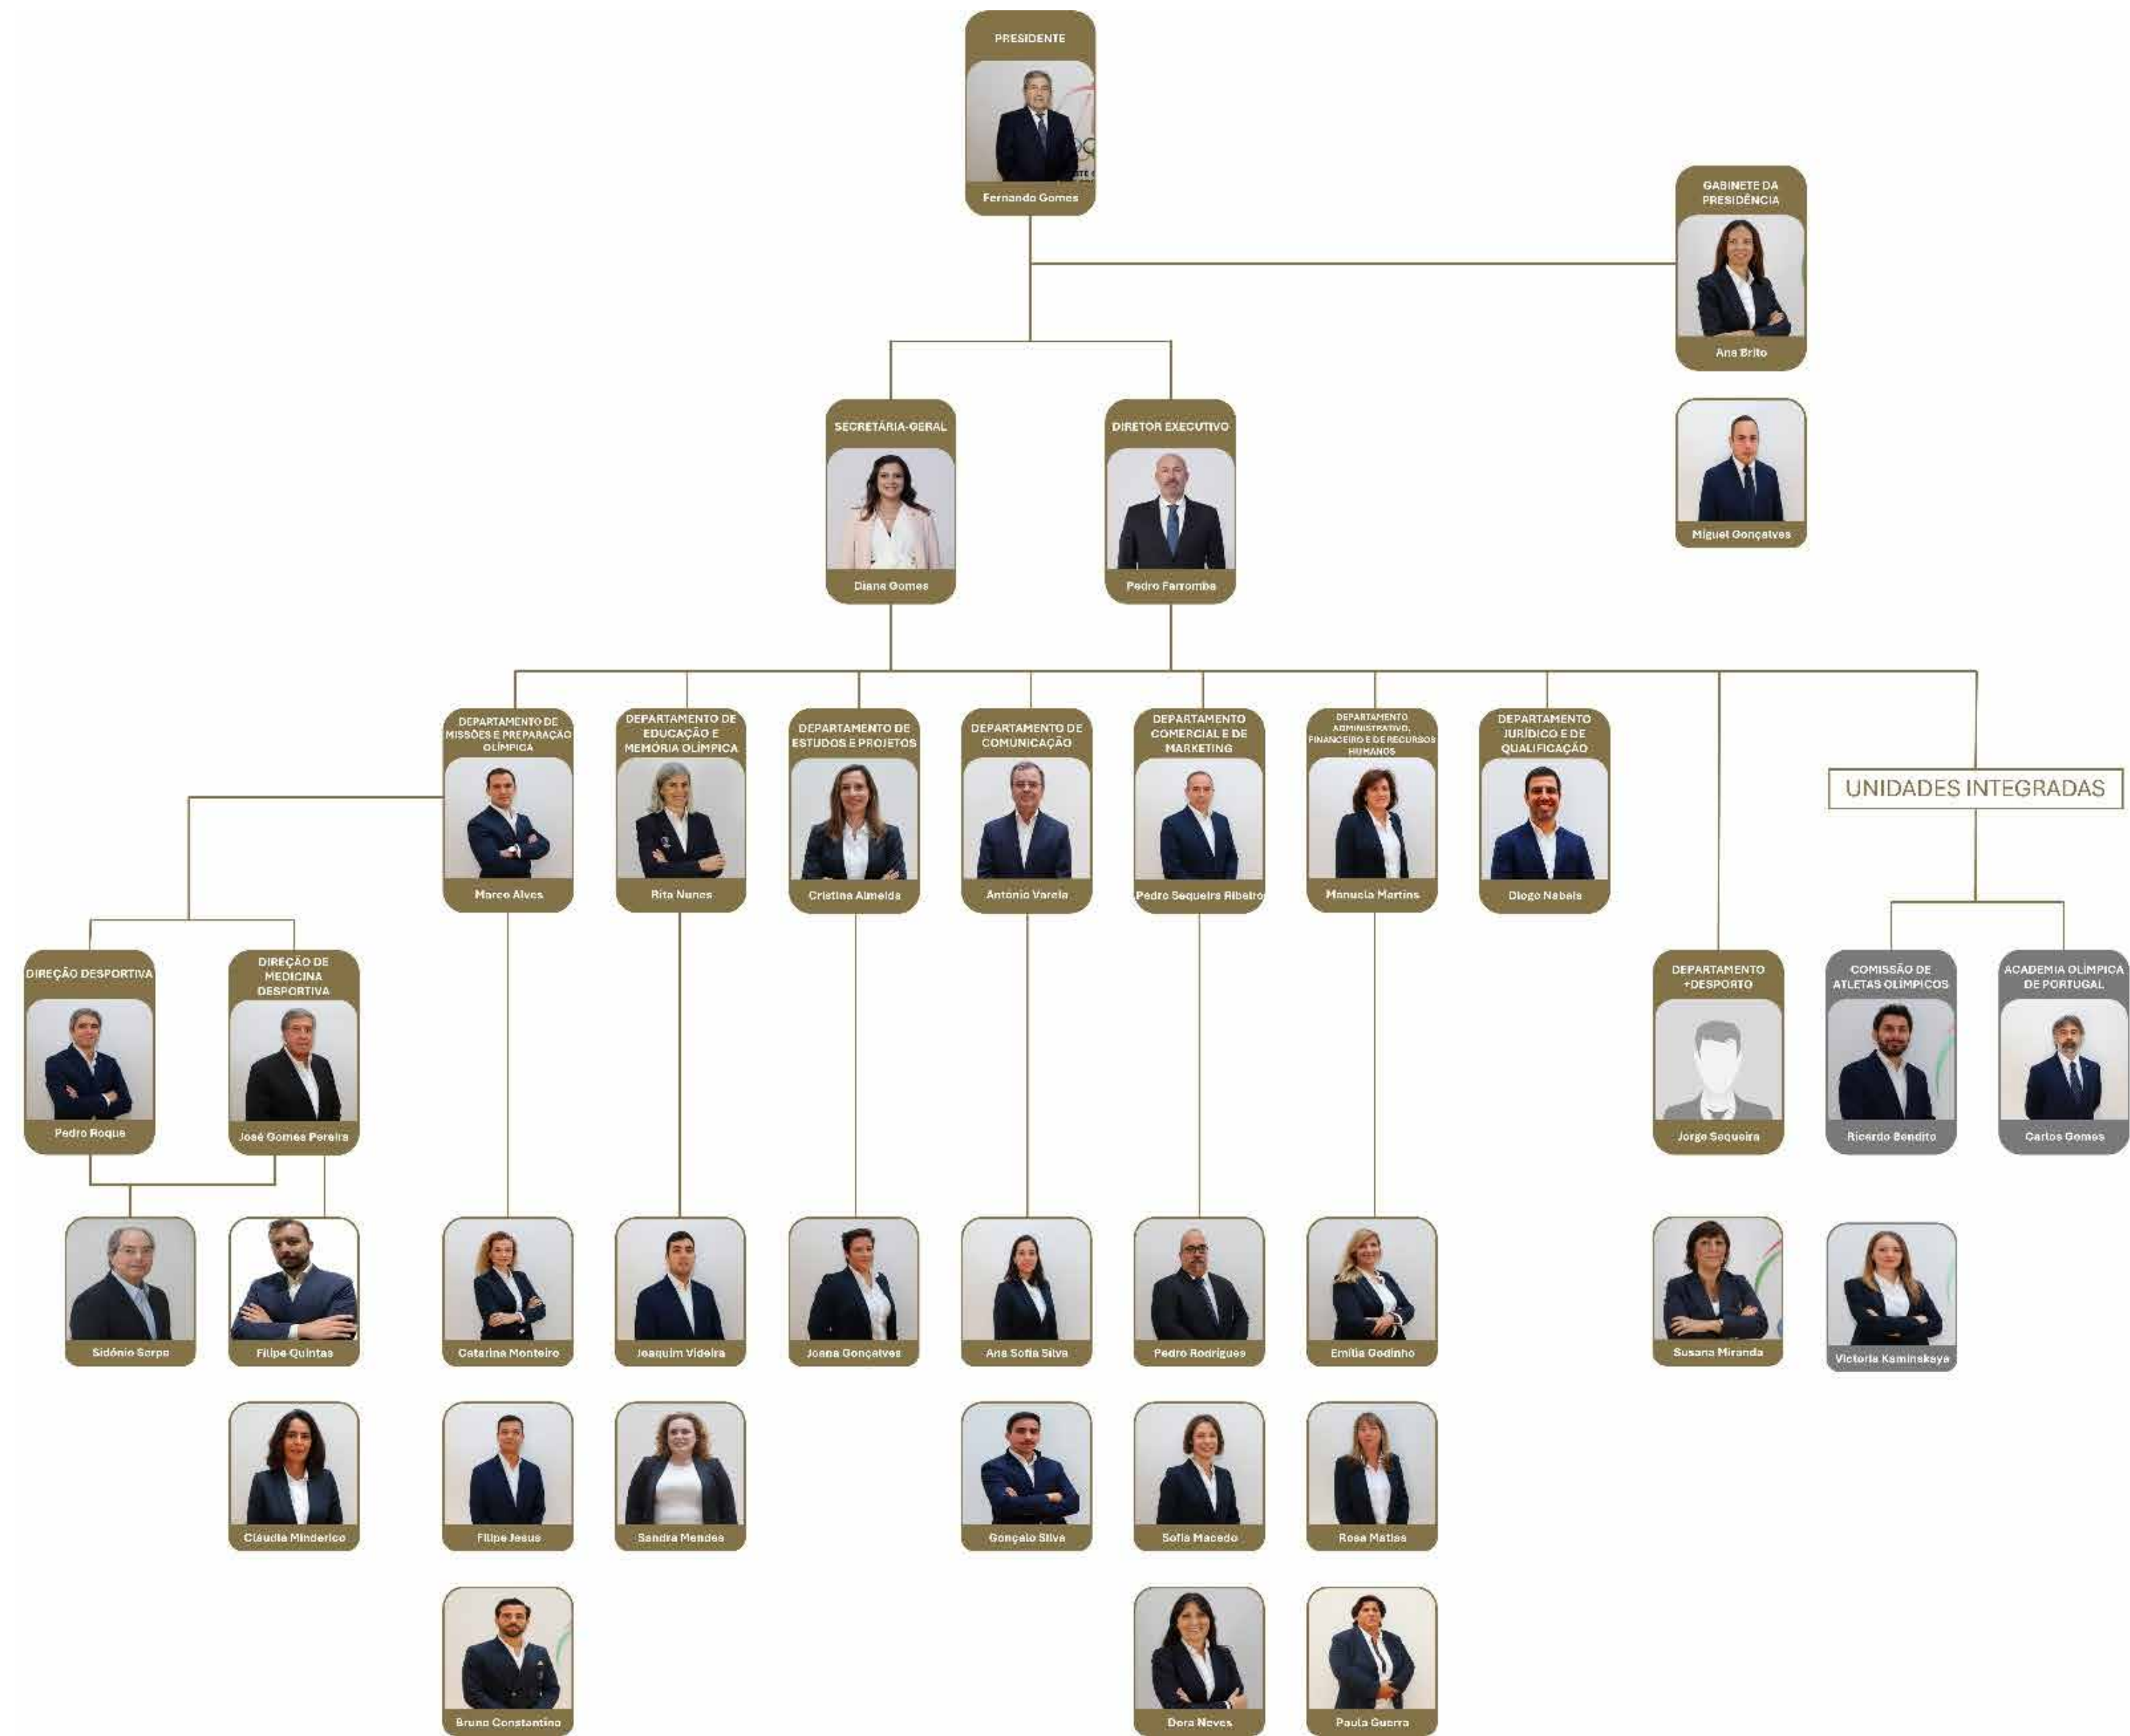 PRESIDENTE
Fernando Gomes
GABINETE DA
PRESIDÊNCIA
Ana Brito
Miguel Gonçalves
SECRETÁRIA-GERAL
Diana Gomes
DIRETOR EXECUTIVO
Pedro Farromba
DEPARTAMENTO DE
MISSÕES E PREPARAÇÃO
OLÍMPICA
Marco Alves
DEPARTAMENTO DE
EDUCAÇÃO E
MEMÓRIA OLÍMPICA
Rita Nunes
DEPARTAMENTO DE
ESTUDOS E PROJETOS
Cristina Almeida
DEPARTAMENTO DE
COMUNICAÇÃO
António Varela
DEPARTAMENTO
COMERCIAL E DE
MARKETING
Pedro Sequeira Ribeiro
DEPARTAMENTO
ADMINISTRATIVO,
FINANCEIRO E DE RECURSOS
HUMANOS
Manuela Martins
DEPARTAMENTO
JURÍDICO E DE
QUALIFICAÇÃO
Diogo Nabais
UNIDADES INTEGRADAS
DIREÇÃO DESPORTIVA
Pedro Roque
DIREÇÃO DE
MEDICINA
DESPORTIVA
José Gomes Pereira
DEPARTAMENTO
+DESPORTO
Jorge Sequeira
COMISSÃO DE
ATLETAS OLÍMPICOS
Ricardo Bendito
ACADEMIA OLÍMPICA
DE PORTUGAL
Carlos Gomes
Sidónio Serpa
Filipe Quintas
Catarina Monteiro
Joaquim Videira
Joana Gonçalves
Ana Sofia Silva
Pedro Rodrigues
Emília Godinho
Susana Miranda
Victoria Kaminskaya
Cláudia Minderico
Filipe Jesus
Sandra Mendes
Gonçalo Silva
Sofia Macedo
Rosa Matias
Bruno Constantino
Dora Neves
Paula Guerra